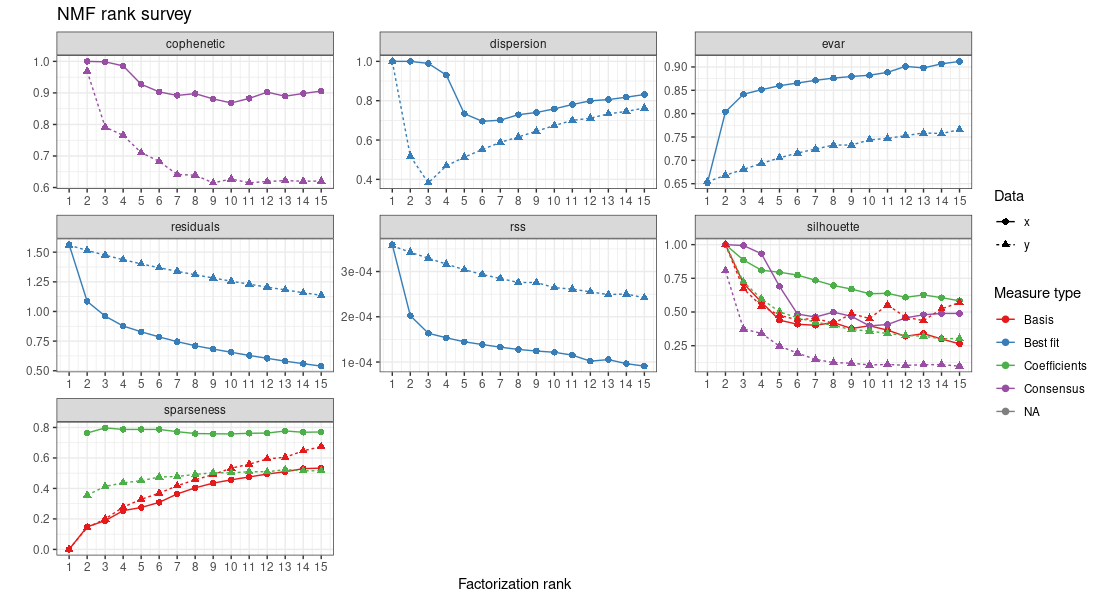 NMF rank survey
cophenetic
dispersion
evar
1.0
0.9
0.8
0.7
0.6
1 2 3 4 5 6 7 8 9 10 11 12 13 14 15
1.0
0.8
0.6
0.4
1 2 3 4 5 6 7 8 9 10 11 12 13 14 15
0.90
0.85
0.80
0.75
0.70
0.65
1 2 3 4 5 6 7 8 9 10 11 12 13 14 15
residuals
rss
silhouette
1.50
1.25
1.00
0.75
0.50
1 2 3 4 5 6 7 8 9 10 11 12 13 14 15
3e-04
2e-04
1e-04
1 2 3 4 5 6 7 8 9 10 11 12 13 14 15
1.00
0.75
0.50
0.25
1 2 3 4 5 6 7 8 9 10 11 12 13 14 15
sparseness
0.8
0.6
0.4
0.2
0.0
1 2 3 4 5 6 7 8 9 10 11 12 13 14 15
Factorization rank
Data
x
y
Measure type
Basis
Best fit
Coefficients
Consensus
NA